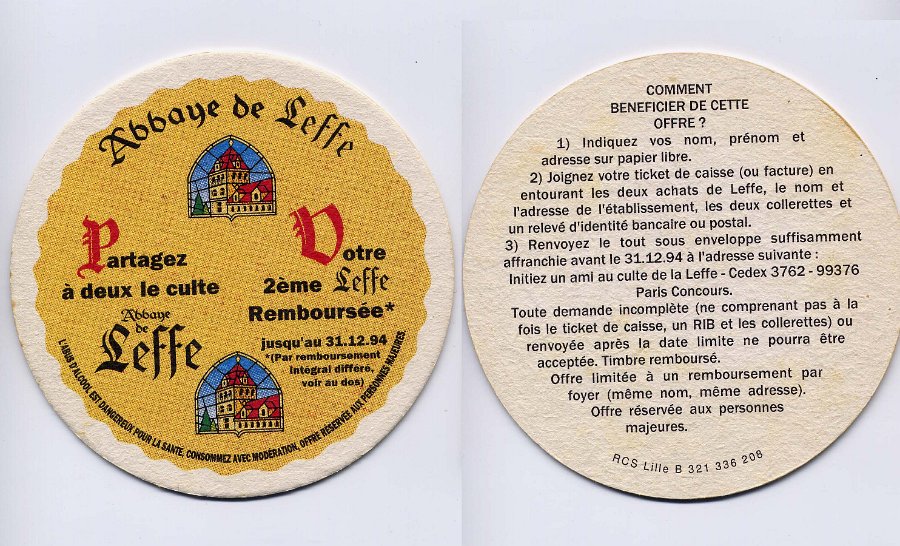 Abbaye de Leffe
Partagez
à deux le culte
Abbaye
de
Leffe
Votre
2ème Leffe
Remboursée*
jusqu'au 31.12.94
*(Par remboursement
intégral différé,
voir au dos)
L'ABUS D'ALCOOL EST DANGEREUX POUR LA SANTE, CONSOMMEZ AVEC MODÉRATION, OFFRE RÉSERVÉE AUX PERSONNES MAJEURES.
COMMENT
BENEFICIER DE CETTE
OFFRE ?
1) Indiquez vos nom, prénom et
adresse sur papier libre.
2) Joignez votre ticket de caisse (ou facture) en
entourant les deux achats de Leffe, le nom et
l'adresse de l'établissement, les deux collerettes et
un relevé d'identité bancaire ou postal.
3) Renvoyez le tout sous enveloppe suffisamment
affranchie avant le 31.12.94 à l'adresse suivante :
Initiez un ami au culte de la Leffe - Cedex 3762 - 99376
Paris Concours.
Toute demande incomplète (ne comprenant pas à la
fois le ticket de caisse, un RIB et les collerettes) ou
renvoyée après la date limite ne pourra être
acceptée. Timbre remboursé.
Offre limitée à un remboursement par
foyer (même nom, même adresse).
Offre réservée aux personnes
majeures.
RCS Lille B 321 336 208